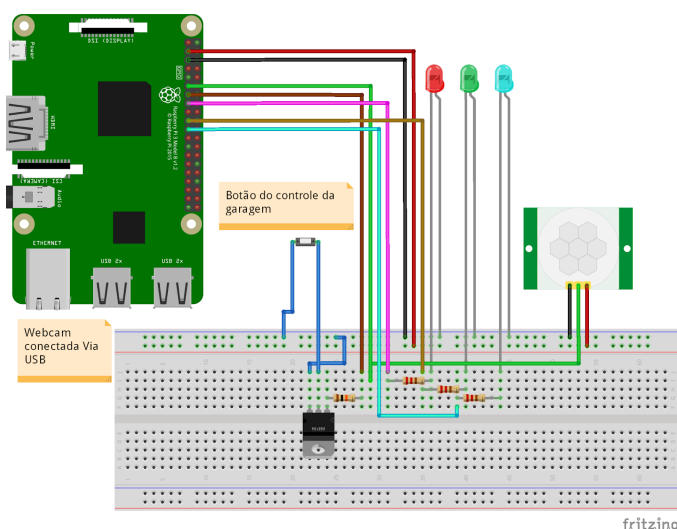 DSI (DISPLAY)
Power
GPIO
HDMI
Raspberry Pi 3 Model B v1.2
© Raspberry Pi 2015
CSI (CAMERA)
Audio
ETHERNET
USB 2x
USB 2x
Botão do controle da
garagem
Webcam
conectada Via
USB
fritzing